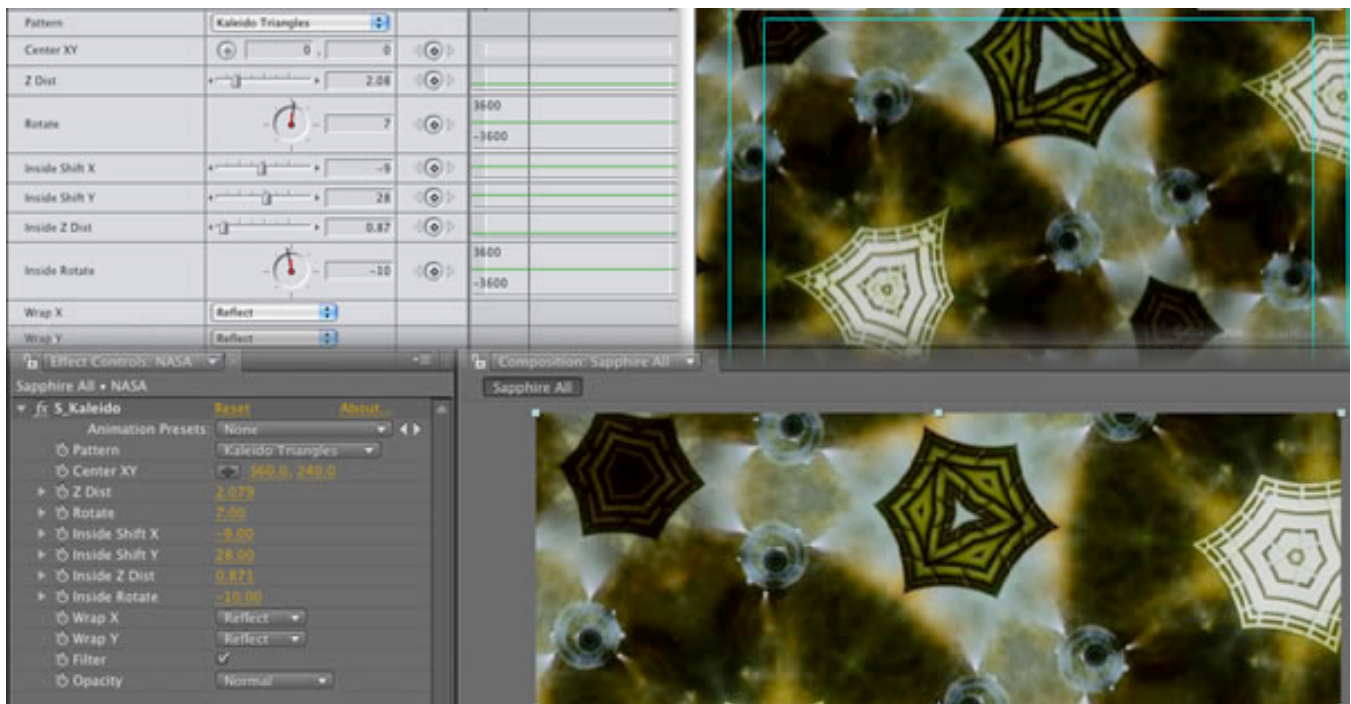 Pattern Kaleido Triangles
Center XY 0 , 0
Z Dist 2.08
3600
Rotate 7
-3600
Inside Shift X -9
Inside Shift Y 28
Inside Z Dist 0.87
3600
Inside Rotate -10
-3600
Wrap X Reflect
Wrap Y Reflect
Effect Controls: NASA
Composition: Sapphire All
Sapphire All • NASA
Sapphire All
fx S_Kaleido Reset About...
Animation Presets: None
Pattern Kaleido Triangles
Center XY 360.0, 240.0
Z Dist 2.079
Rotate 7.00
Inside Shift X -9.00
Inside Shift Y 28.00
Inside Z Dist 0.871
Inside Rotate -10.00
Wrap X Reflect
Wrap Y Reflect
Filter
Opacity Normal